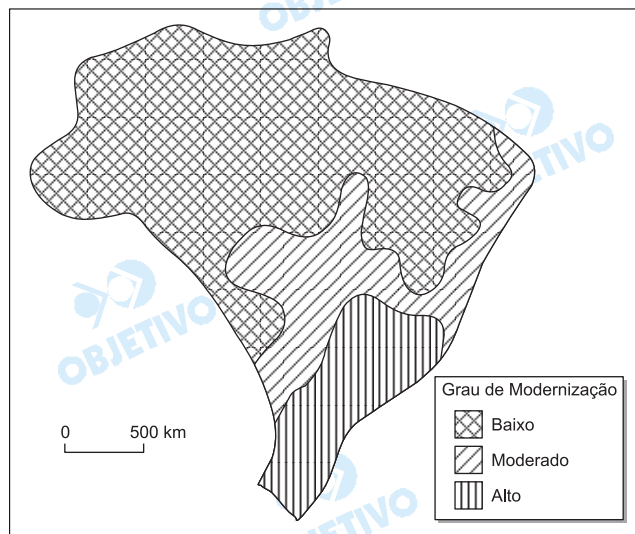 OBJETIVO
OBJETIVO
OBJETIVO
Grau de Modernização
Baixo
Moderado
Alto
0 500 km
OBJETIVO